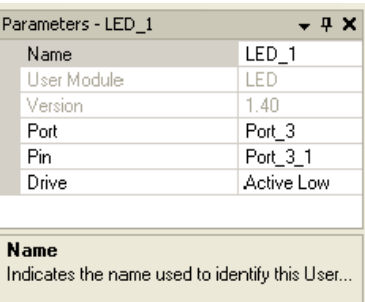 Parameters - LED_1
Name LED_1
User Module LED
Version 1.40
Port Port_3
Pin Port_3_1
Drive Active Low
Name
Indicates the name used to identify this User...